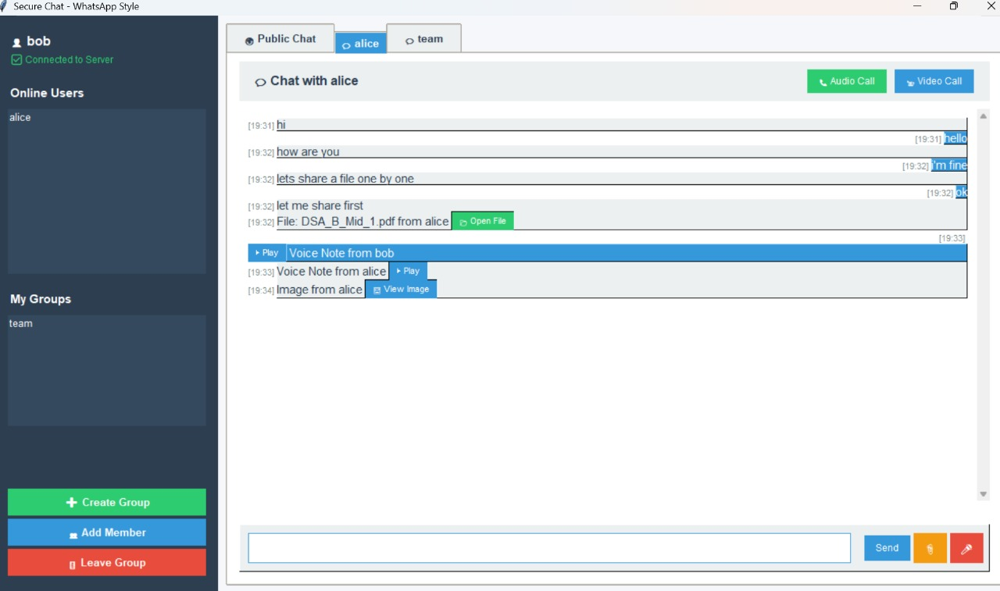 Secure Chat - WhatsApp Style
bob
Connected to Server
Online Users
alice
My Groups
team
Create Group
Add Member
Leave Group
Public Chat
alice
team
Chat with alice
Audio Call
Video Call
[19:31] hi
[19:31] hello
[19:32] how are you
[19:32] i'm fine
[19:32] lets share a file one by one
[19:32] ok
[19:32] let me share first
[19:32] File: DSA_B_Mid_1.pdf from alice Open File
[19:33]
Play Voice Note from bob
[19:33] Voice Note from alice Play
[19:34] Image from alice View Image
Send